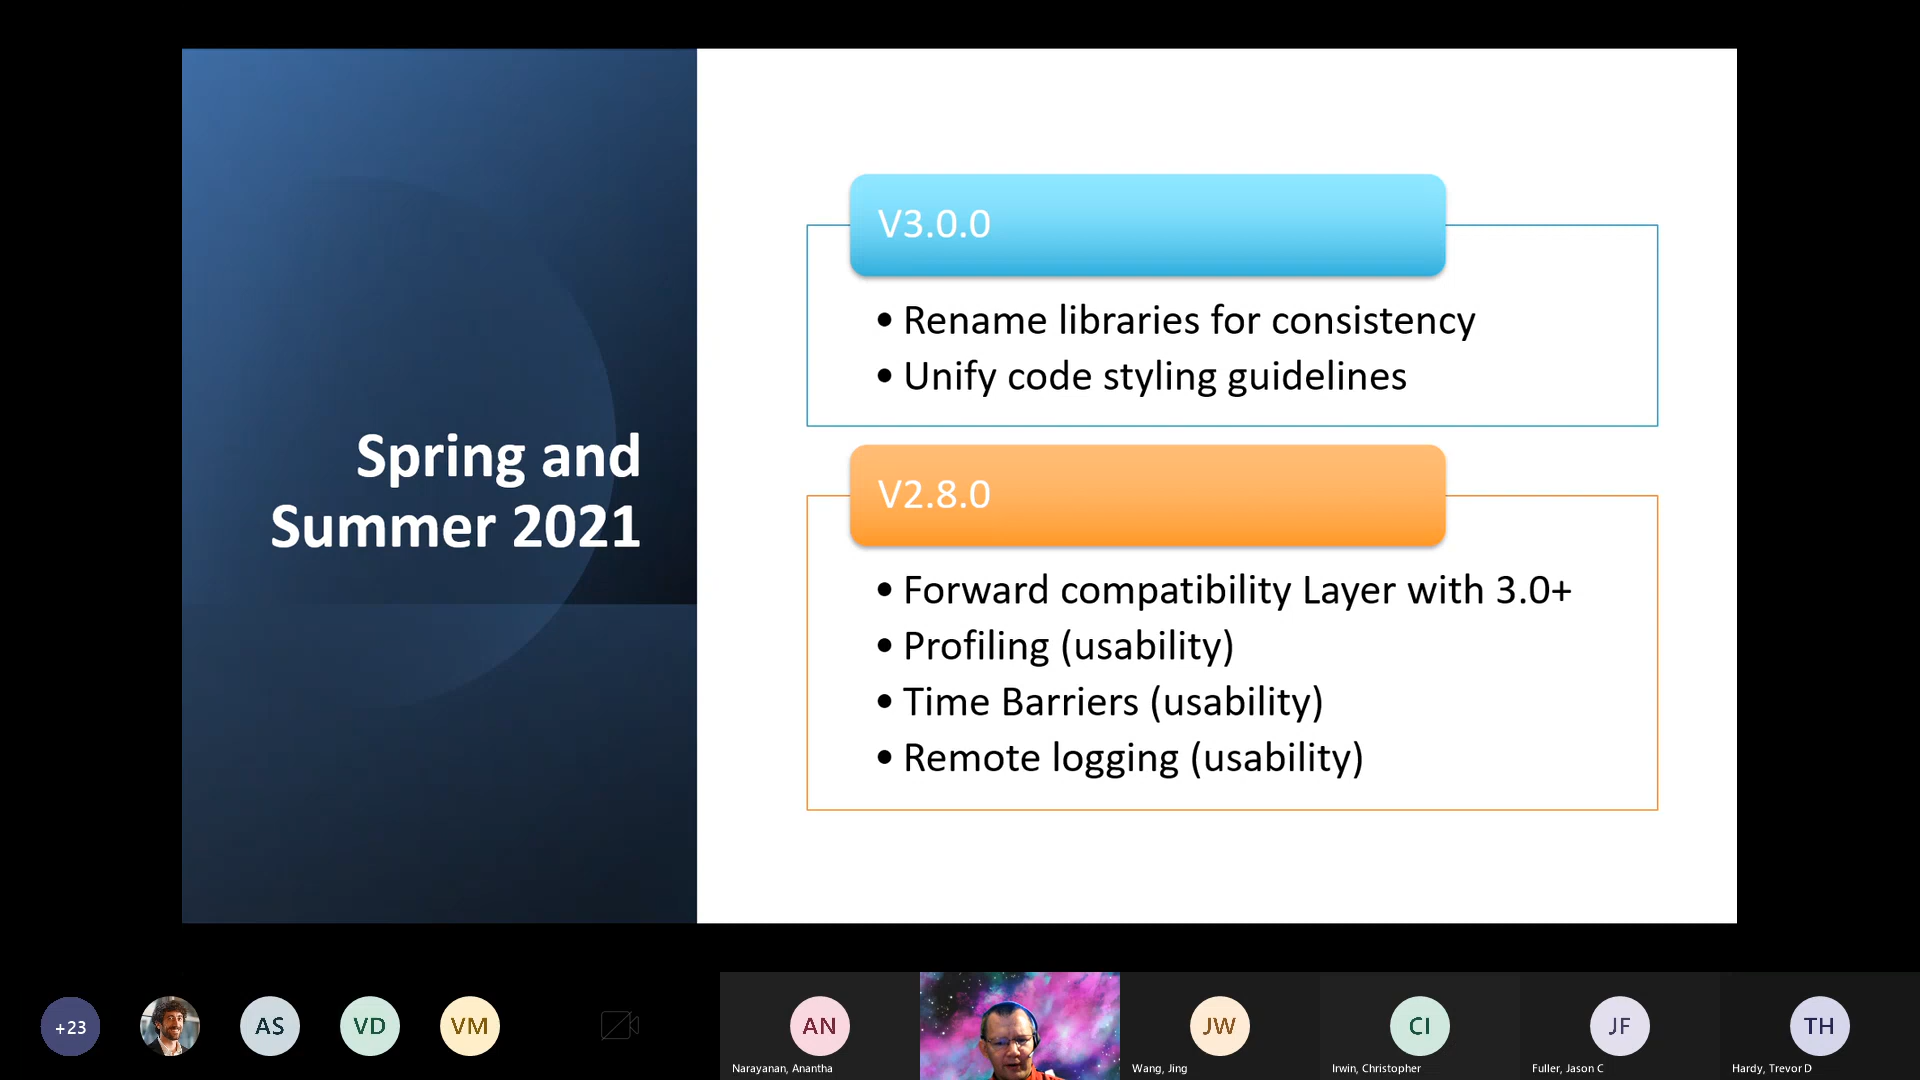 Spring and
Summer 2021
V3.0.0
• Rename libraries for consistency
• Unify code styling guidelines
V2.8.0
• Forward compatibility Layer with 3.0+
• Profiling (usability)
• Time Barriers (usability)
• Remote logging (usability)
+23
AS
VD
VM
AN
Narayanan, Anantha
JW
Wang, Jing
CI
Irwin, Christopher
JF
Fuller, Jason C
TH
Hardy, Trevor D